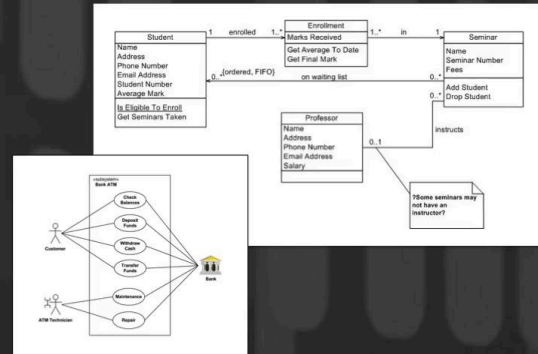 Student
Name
Address
Phone Number
Email Address
Student Number
Average Mark
Is Eligible To Enroll
Get Seminars Taken
1 enrolled 1..*
Enrollment
Marks Received
Get Average To Date
Get Final Mark
1..* in 1
Seminar
Name
Seminar Number
Fees
Add Student
Drop Student
0..* {ordered, FIFO} on waiting list 0..*
Professor
Name
Address
Phone Number
Email Address
Salary
0..1
0..*
instructs
?Some seminars may
not have an
instructor?
<<subsystem>>
Bank ATM
Check
Balances
Deposit
Funds
Withdraw
Cash
Transfer
Funds
Maintenance
Repair
Customer
ATM Technician
Bank